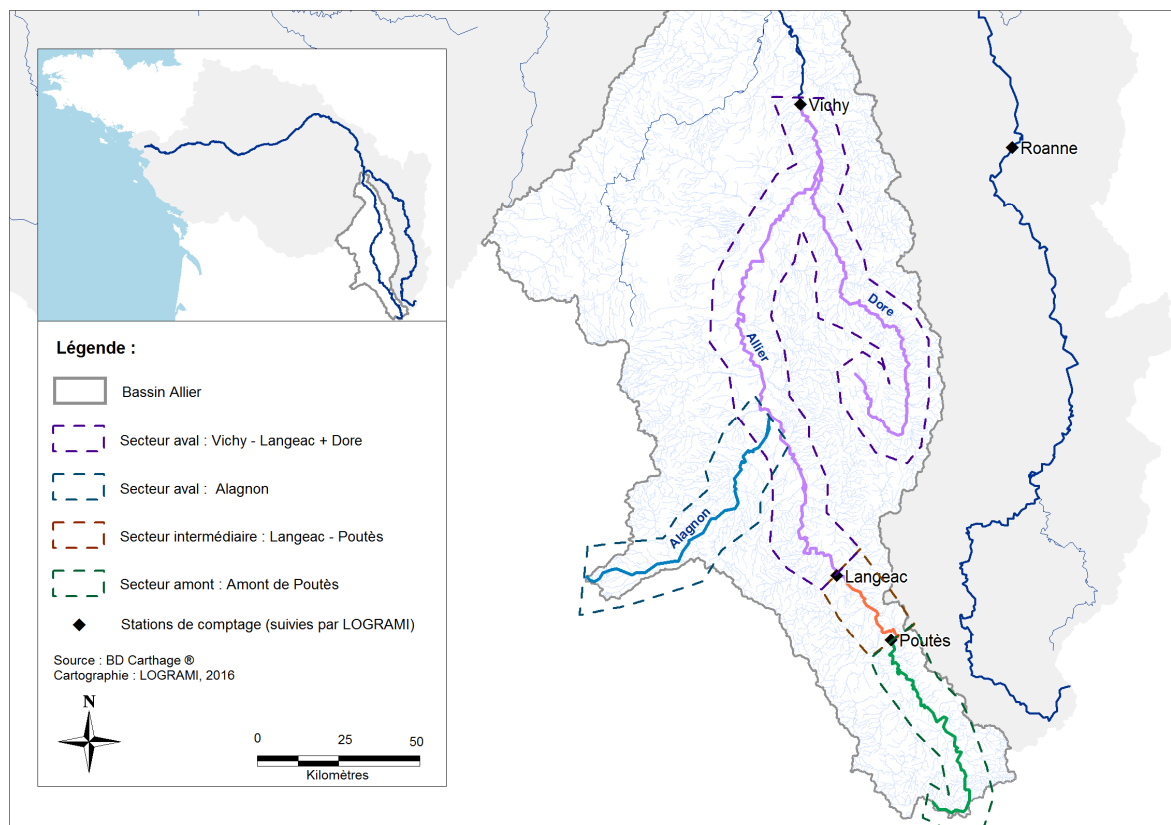 Légende :
Bassin Allier
Secteur aval : Vichy - Langeac + Dore
Secteur aval : Alagnon
Secteur intermédiaire : Langeac - Poutès
Secteur amont : Amont de Poutès
Stations de comptage (suivies par LOGRAMI)
Source : BD Carthage ®
Cartographie : LOGRAMI, 2016
N
0 25 50
Kilomètres
Vichy
Roanne
Dore
Allier
Alagnon
Langeac
Poutès